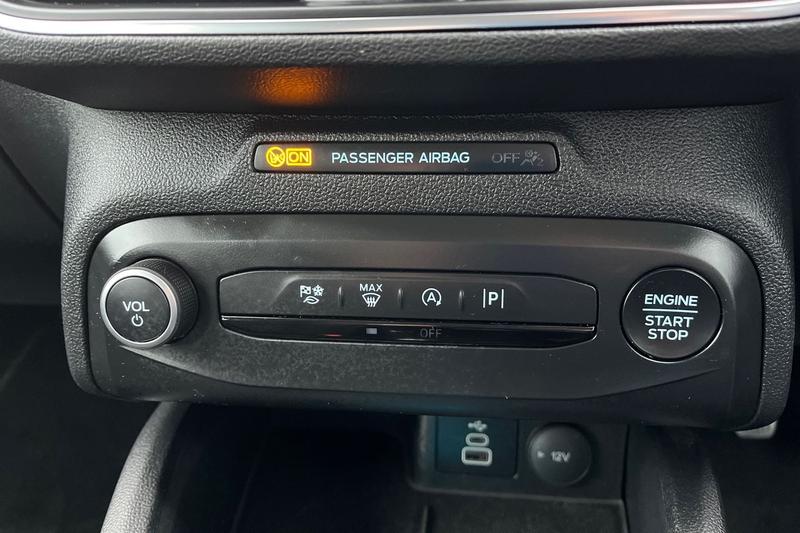 ON PASSENGER AIRBAG OFF
VOL
MAX
A
P
OFF
ENGINE
START
STOP
12V